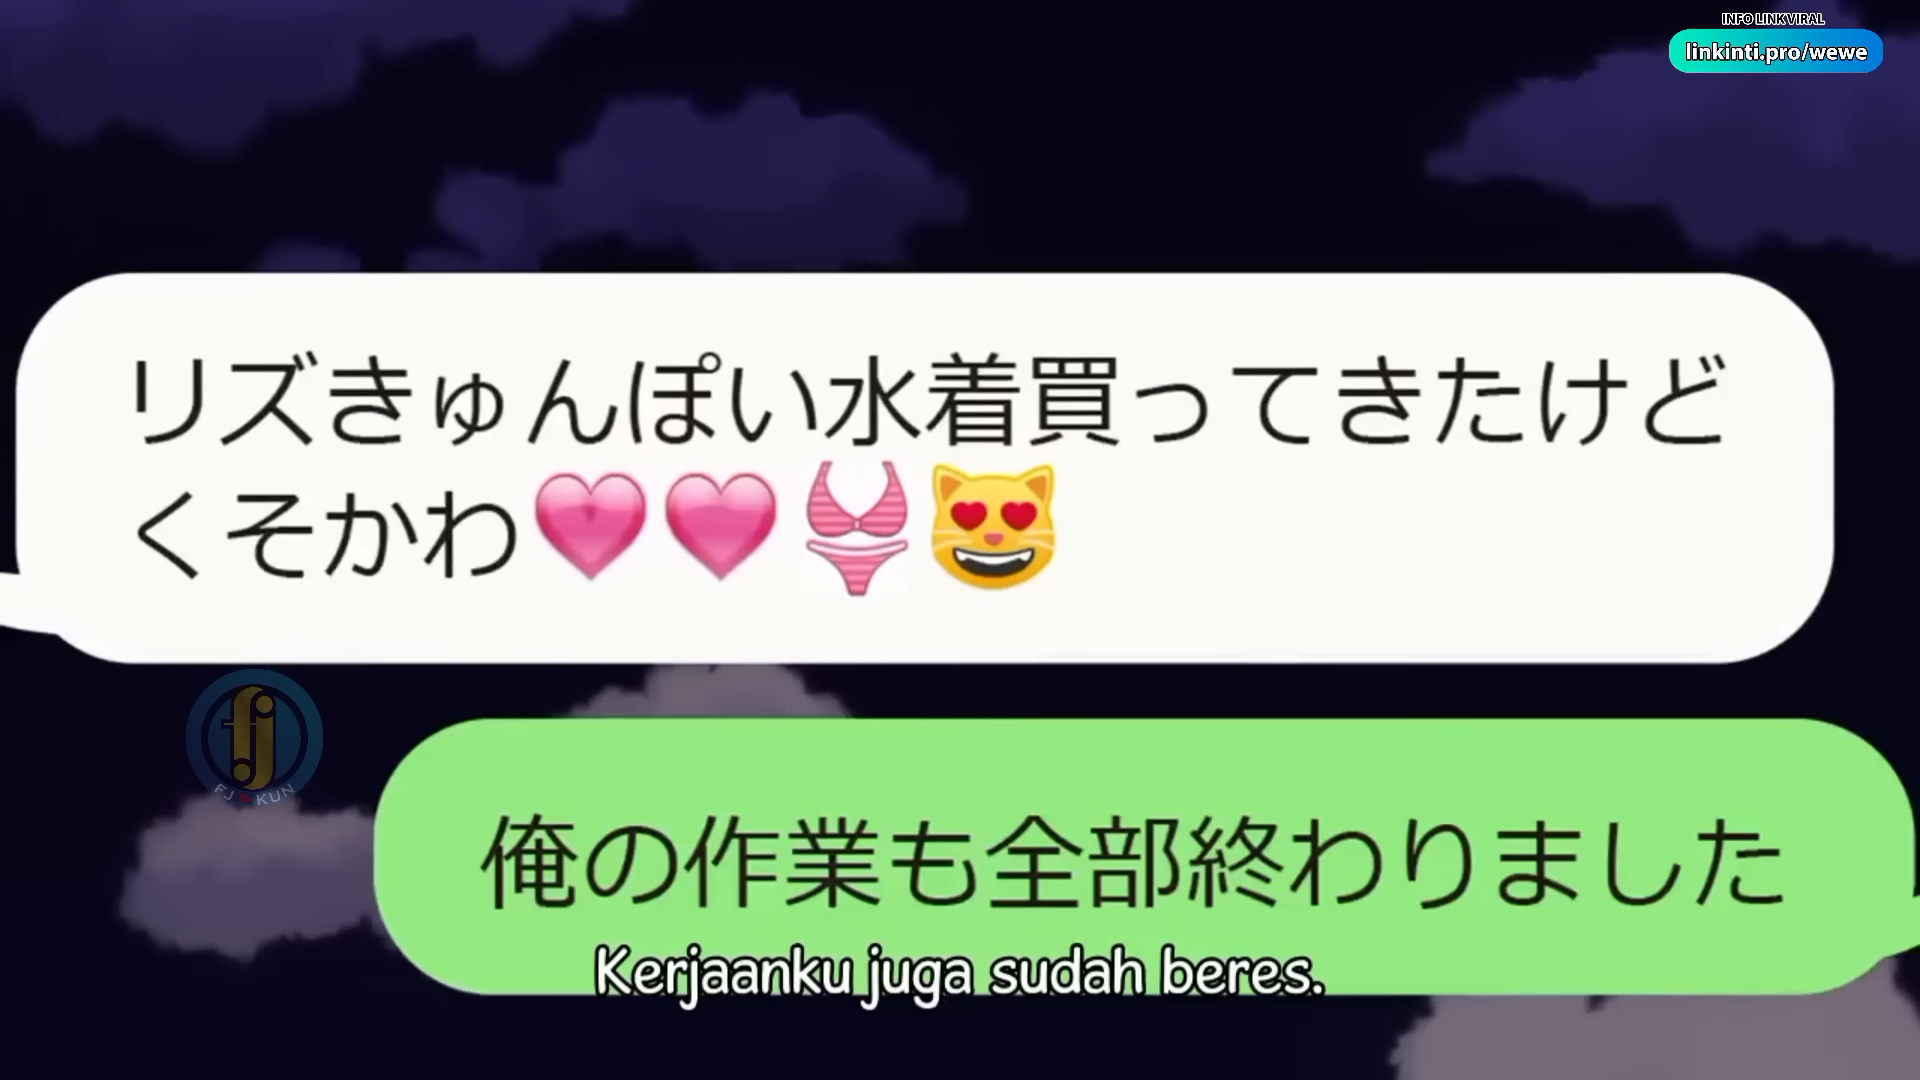 INFO LINK VIRAL
linkinti.pro/wewe
リズきゅんぽい水着買ってきたけど
くそかわ💗💗👙😻
FJ KUN
俺の作業も全部終わりました
Kerjaanku juga sudah beres.